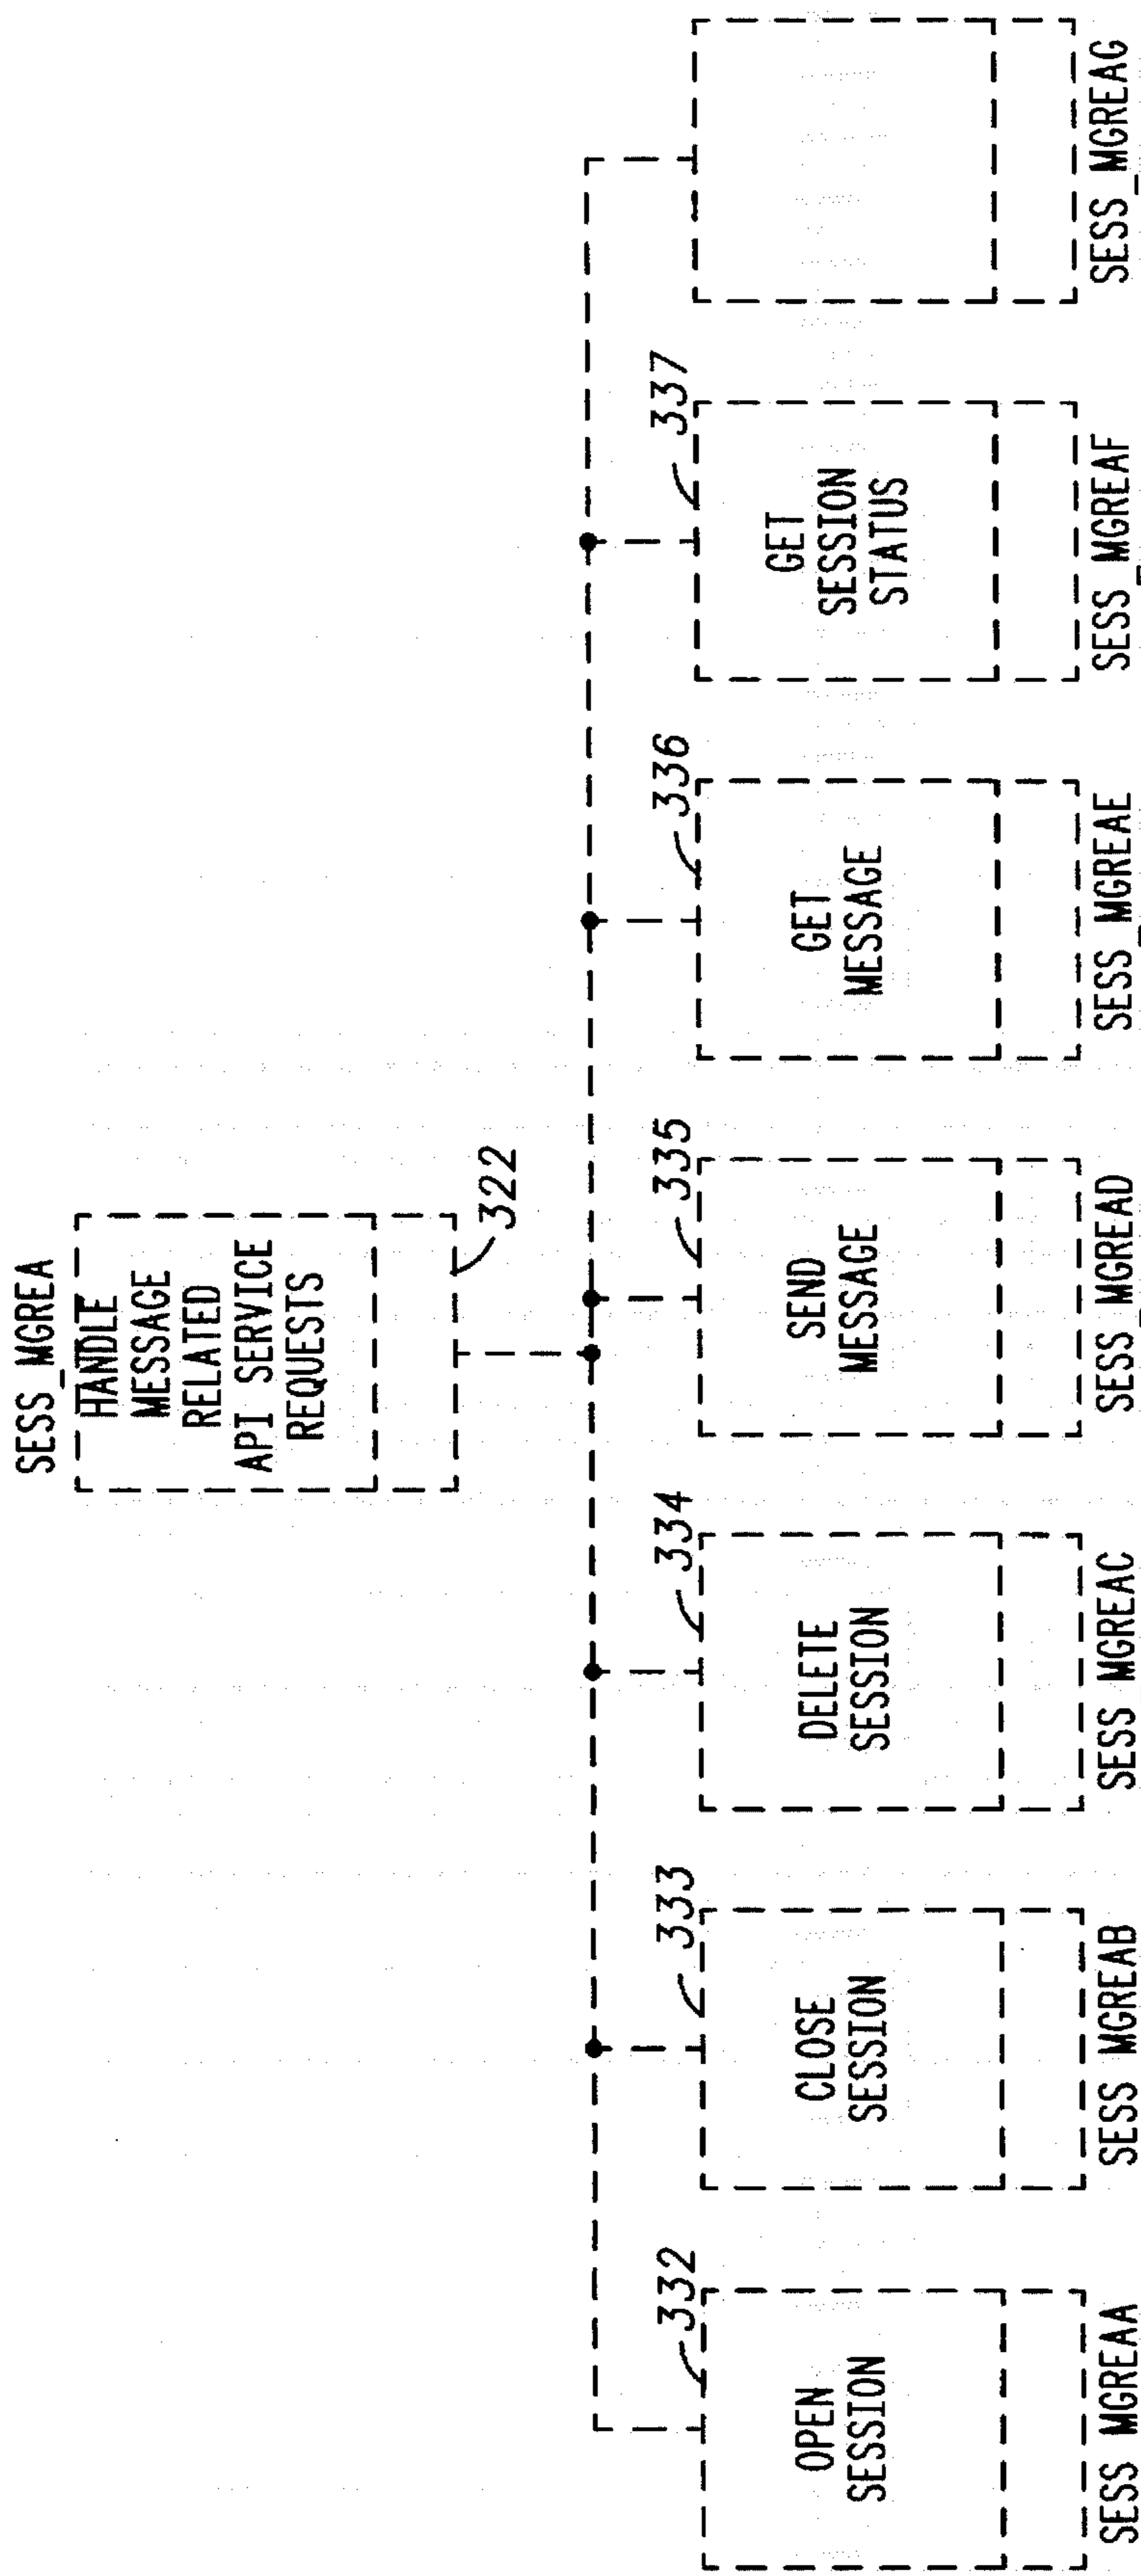 SESS_MGREA
HANDLE
MESSAGE
RELATED
API SERVICE
REQUESTS
322
332
OPEN
SESSION
SESS_MGREAA
333
CLOSE
SESSION
SESS_MGREAB
334
DELETE
SESSION
SESS_MGREAC
335
SEND
MESSAGE
SESS_MGREAD
336
GET
MESSAGE
SESS_MGREAE
337
GET
SESSION
STATUS
SESS_MGREAF
SESS_MGREAG